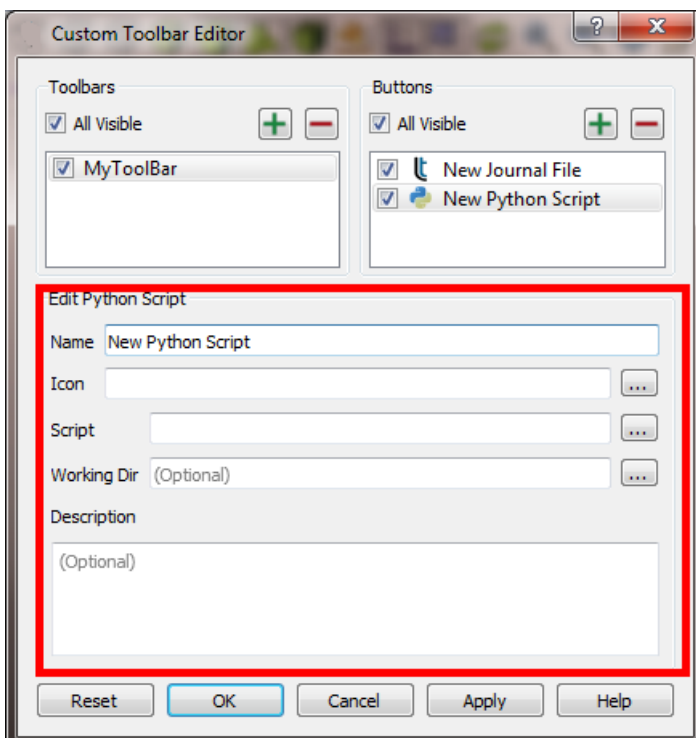 Custom Toolbar Editor
?
X
Toolbars
All Visible
MyToolBar
Buttons
All Visible
New Journal File
New Python Script
Edit Python Script
Name New Python Script
Icon ...
Script ...
Working Dir (Optional) ...
Description
(Optional)
Reset OK Cancel Apply Help